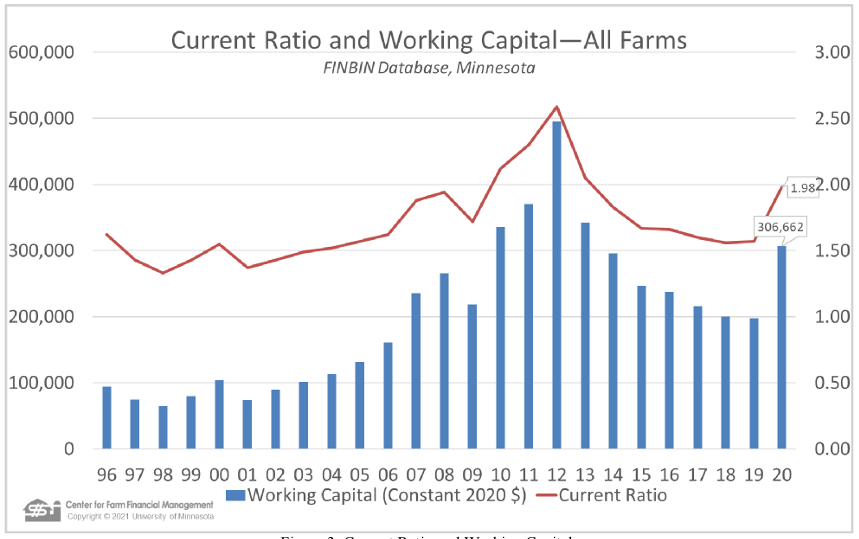 Current Ratio and Working Capital—All Farms
FINBIN Database, Minnesota
600,000
500,000
400,000
300,000
200,000
100,000
0
3.00
2.50
2.00
1.50
1.00
0.50
0.00
1.98
306,662
96 97 98 99 00 01 02 03 04 05 06 07 08 09 10 11 12 13 14 15 16 17 18 19 20
Working Capital (Constant 2020 $) Current Ratio
Center for Farm Financial Management
Copyright © 2021 University of Minnesota